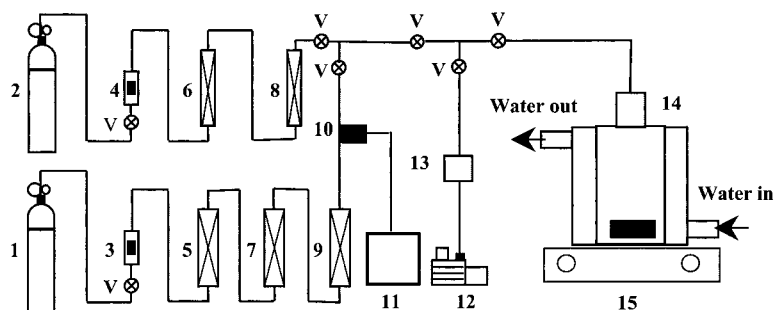 V V V
2 4 6 8 V V
V 10 Water out 14
13
Water in
1 3 5 7 9
V
11 12 15